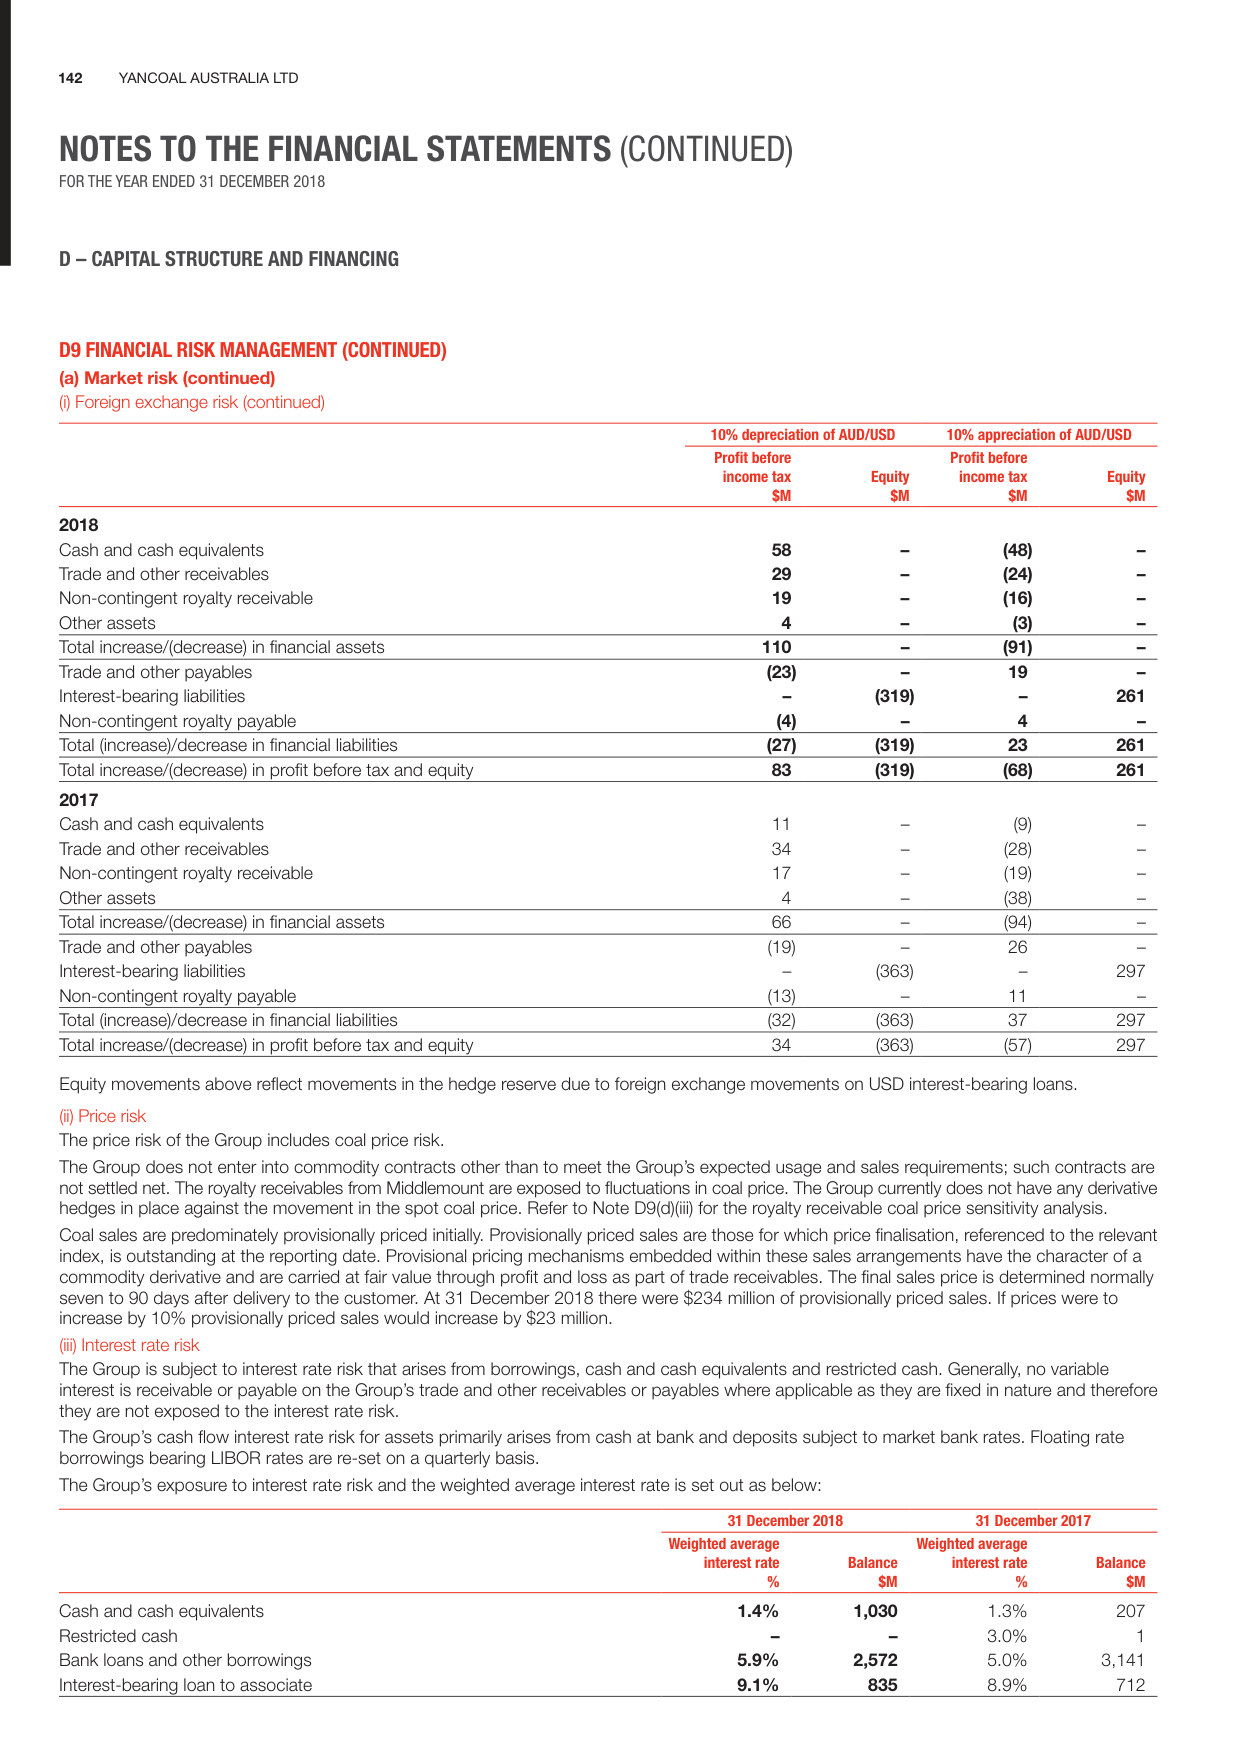 142 YANCOAL AUSTRALIA LTD
NOTES TO THE FINANCIAL STATEMENTS (CONTINUED)
FOR THE YEAR ENDED 31 DECEMBER 2018
D – CAPITAL STRUCTURE AND FINANCING
D9 FINANCIAL RISK MANAGEMENT (CONTINUED)
(a) Market risk (continued)
(i) Foreign exchange risk (continued)
10% depreciation of AUD/USD 10% appreciation of AUD/USD
Profit before Profit before
income tax Equity income tax Equity
$M $M $M $M
2018
Cash and cash equivalents 58 – (48) –
Trade and other receivables 29 – (24) –
Non-contingent royalty receivable 19 – (16) –
Other assets 4 – (3) –
Total increase/(decrease) in financial assets 110 – (91) –
Trade and other payables (23) – 19 –
Interest-bearing liabilities – (319) – 261
Non-contingent royalty payable (4) – 4 –
Total (increase)/decrease in financial liabilities (27) (319) 23 261
Total increase/(decrease) in profit before tax and equity 83 (319) (68) 261
2017
Cash and cash equivalents 11 – (9) –
Trade and other receivables 34 – (28) –
Non-contingent royalty receivable 17 – (19) –
Other assets 4 – (38) –
Total increase/(decrease) in financial assets 66 – (94) –
Trade and other payables (19) – 26 –
Interest-bearing liabilities – (363) – 297
Non-contingent royalty payable (13) – 11 –
Total (increase)/decrease in financial liabilities (32) (363) 37 297
Total increase/(decrease) in profit before tax and equity 34 (363) (57) 297
Equity movements above reflect movements in the hedge reserve due to foreign exchange movements on USD interest-bearing loans.
(ii) Price risk
The price risk of the Group includes coal price risk.
The Group does not enter into commodity contracts other than to meet the Group's expected usage and sales requirements; such contracts are
not settled net. The royalty receivables from Middlemount are exposed to fluctuations in coal price. The Group currently does not have any derivative
hedges in place against the movement in the spot coal price. Refer to Note D9(d)(iii) for the royalty receivable coal price sensitivity analysis.
Coal sales are predominately provisionally priced initially. Provisionally priced sales are those for which price finalisation, referenced to the relevant
index, is outstanding at the reporting date. Provisional pricing mechanisms embedded within these sales arrangements have the character of a
commodity derivative and are carried at fair value through profit and loss as part of trade receivables. The final sales price is determined normally
seven to 90 days after delivery to the customer. At 31 December 2018 there were $234 million of provisionally priced sales. If prices were to
increase by 10% provisionally priced sales would increase by $23 million.
(iii) Interest rate risk
The Group is subject to interest rate risk that arises from borrowings, cash and cash equivalents and restricted cash. Generally, no variable
interest is receivable or payable on the Group's trade and other receivables or payables where applicable as they are fixed in nature and therefore
they are not exposed to the interest rate risk.
The Group's cash flow interest rate risk for assets primarily arises from cash at bank and deposits subject to market bank rates. Floating rate
borrowings bearing LIBOR rates are re-set on a quarterly basis.
The Group's exposure to interest rate risk and the weighted average interest rate is set out as below:
31 December 2018 31 December 2017
Weighted average Weighted average
interest rate Balance interest rate Balance
% $M % $M
Cash and cash equivalents 1.4% 1,030 1.3% 207
Restricted cash – – 3.0% 1
Bank loans and other borrowings 5.9% 2,572 5.0% 3,141
Interest-bearing loan to associate 9.1% 835 8.9% 712